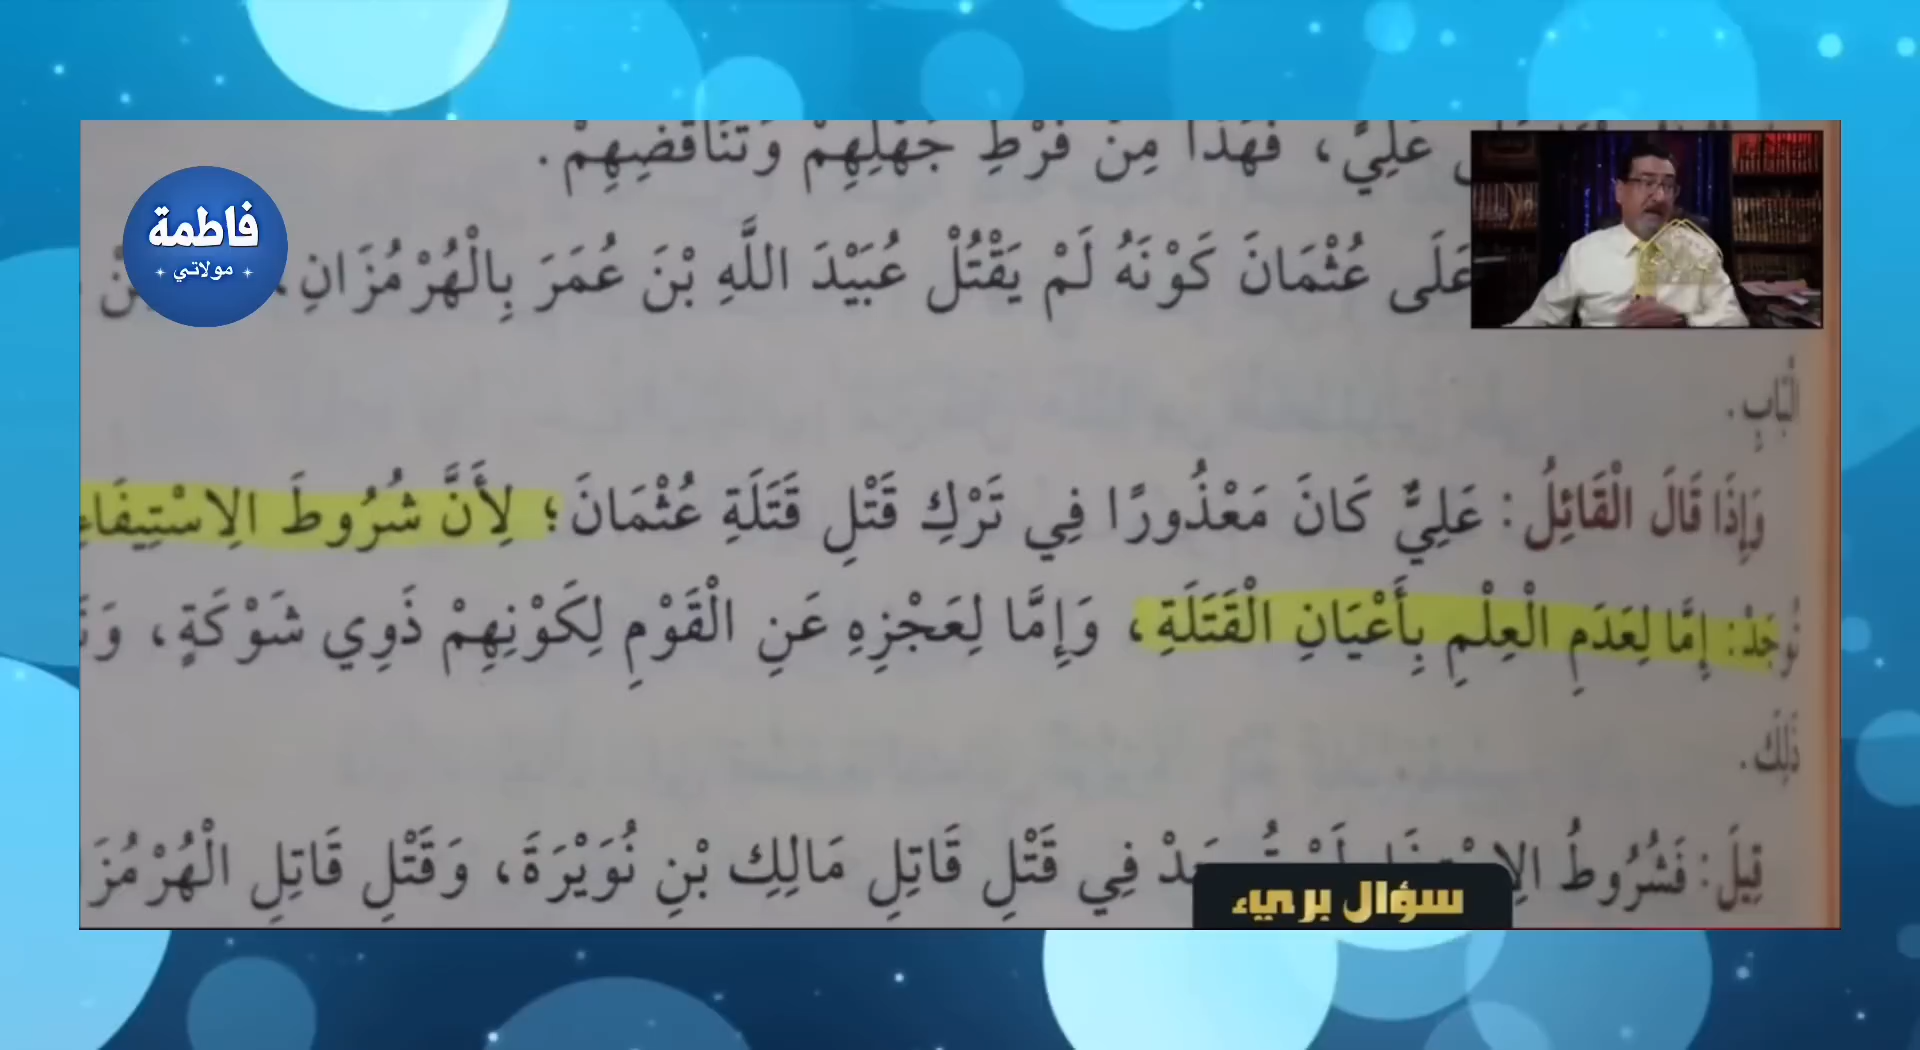 عَلِيٍّ، فَهَذَا مِنْ فَرْطِ جَهْلِهِمْ وَتَنَاقُضِهِمْ.
فاطمة
مولاتي
عَلَى عُثْمَانَ كَوْنَهُ لَمْ يَقْتُلْ عُبَيْدَ اللَّهِ بْنَ عُمَرَ بِالْهُرْمُزَانِ،
الْبَابِ.
وَإِذَا قَالَ الْقَائِلُ: عَلِيٌّ كَانَ مَعْذُورًا فِي تَرْكِ قَتْلِ قَتَلَةِ عُثْمَانَ؛ لِأَنَّ شُرُوطَ الِاسْتِيفَاءِ
تُوجَدْ: إِمَّا لِعَدَمِ الْعِلْمِ بِأَعْيَانِ الْقَتَلَةِ، وَإِمَّا لِعَجْزِهِ عَنِ الْقَوْمِ لِكَوْنِهِمْ ذَوِي شَوْكَةٍ،
ذَلِكَ.
قِيلَ: فَشُرُوطُ فِي قَتْلِ قَاتِلِ مَالِكِ بْنِ نُوَيْرَةَ، وَقَتْلِ قَاتِلِ
سؤال بريء